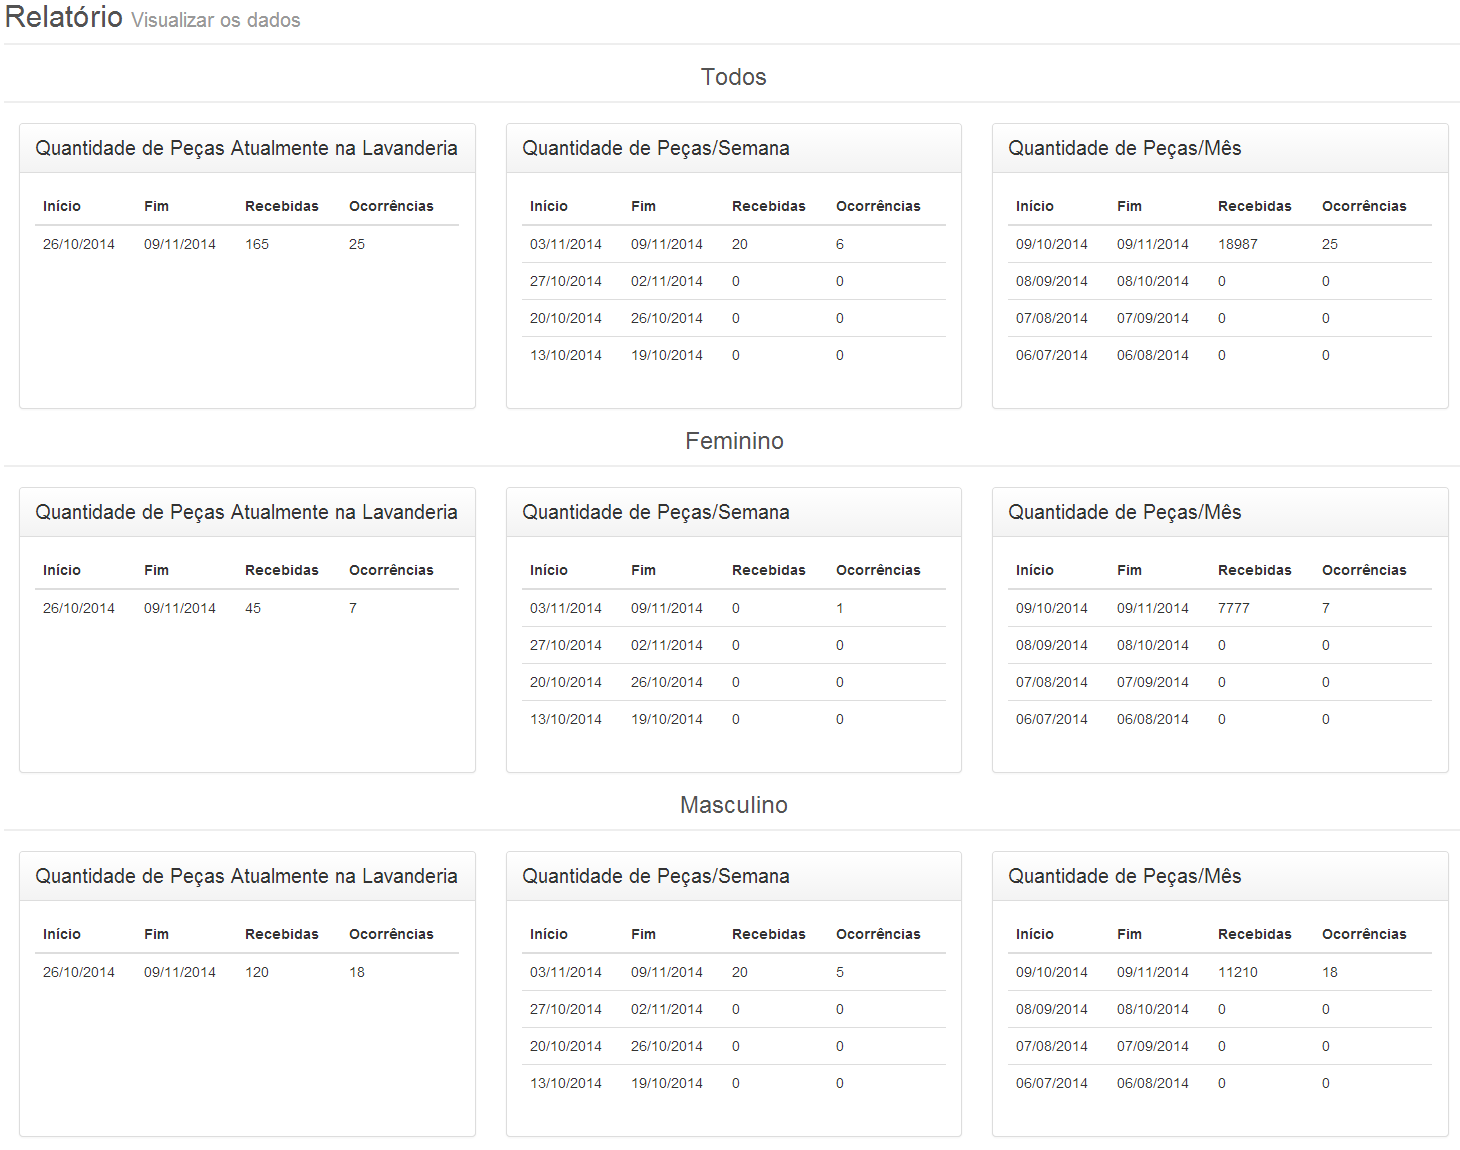 Relatório Visualizar os dados
Todos
Quantidade de Peças Atualmente na Lavanderia
Início Fim Recebidas Ocorrências
26/10/2014 09/11/2014 165 25
Quantidade de Peças/Semana
Início Fim Recebidas Ocorrências
03/11/2014 09/11/2014 20 6
27/10/2014 02/11/2014 0 0
20/10/2014 26/10/2014 0 0
13/10/2014 19/10/2014 0 0
Quantidade de Peças/Mês
Início Fim Recebidas Ocorrências
09/10/2014 09/11/2014 18987 25
08/09/2014 08/10/2014 0 0
07/08/2014 07/09/2014 0 0
06/07/2014 06/08/2014 0 0
Feminino
Quantidade de Peças Atualmente na Lavanderia
Início Fim Recebidas Ocorrências
26/10/2014 09/11/2014 45 7
Quantidade de Peças/Semana
Início Fim Recebidas Ocorrências
03/11/2014 09/11/2014 0 1
27/10/2014 02/11/2014 0 0
20/10/2014 26/10/2014 0 0
13/10/2014 19/10/2014 0 0
Quantidade de Peças/Mês
Início Fim Recebidas Ocorrências
09/10/2014 09/11/2014 7777 7
08/09/2014 08/10/2014 0 0
07/08/2014 07/09/2014 0 0
06/07/2014 06/08/2014 0 0
Masculino
Quantidade de Peças Atualmente na Lavanderia
Início Fim Recebidas Ocorrências
26/10/2014 09/11/2014 120 18
Quantidade de Peças/Semana
Início Fim Recebidas Ocorrências
03/11/2014 09/11/2014 20 5
27/10/2014 02/11/2014 0 0
20/10/2014 26/10/2014 0 0
13/10/2014 19/10/2014 0 0
Quantidade de Peças/Mês
Início Fim Recebidas Ocorrências
09/10/2014 09/11/2014 11210 18
08/09/2014 08/10/2014 0 0
07/08/2014 07/09/2014 0 0
06/07/2014 06/08/2014 0 0